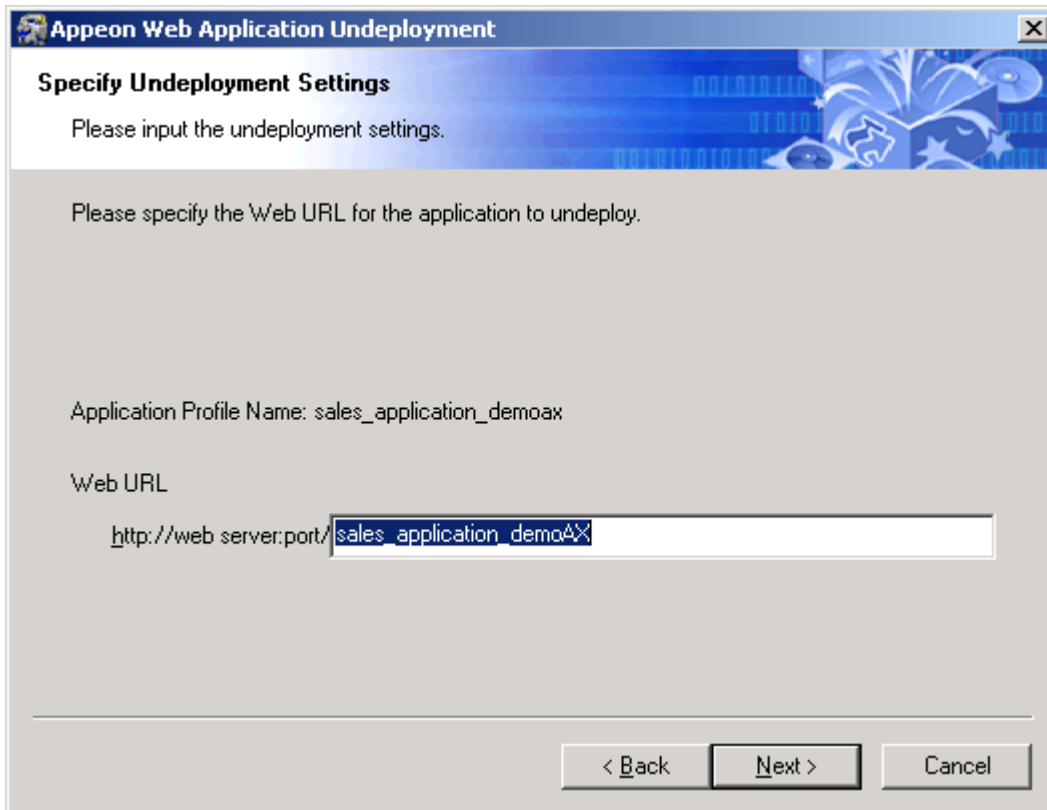 Appeon Web Application Undeployment
Specify Undeployment Settings
Please input the undeployment settings.
Please specify the Web URL for the application to undeploy.
Application Profile Name: sales_application_demoax
Web URL
http://web server:port/ sales_application_demoAX
< Back Next > Cancel